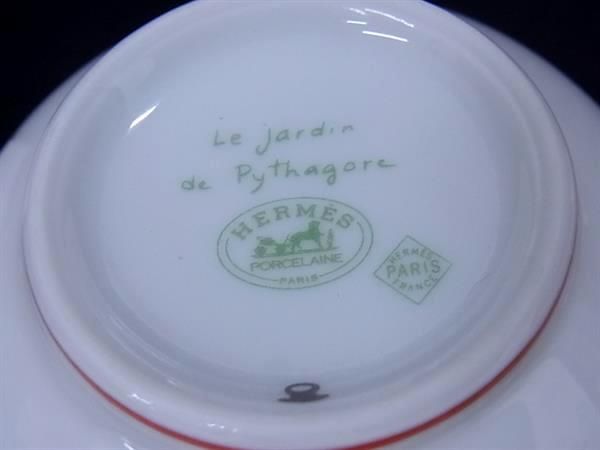 Le jardin
de Pythagore
HERMÈS
PORCELAINE
PARIS
HERMÈS
PARIS
FRANCE